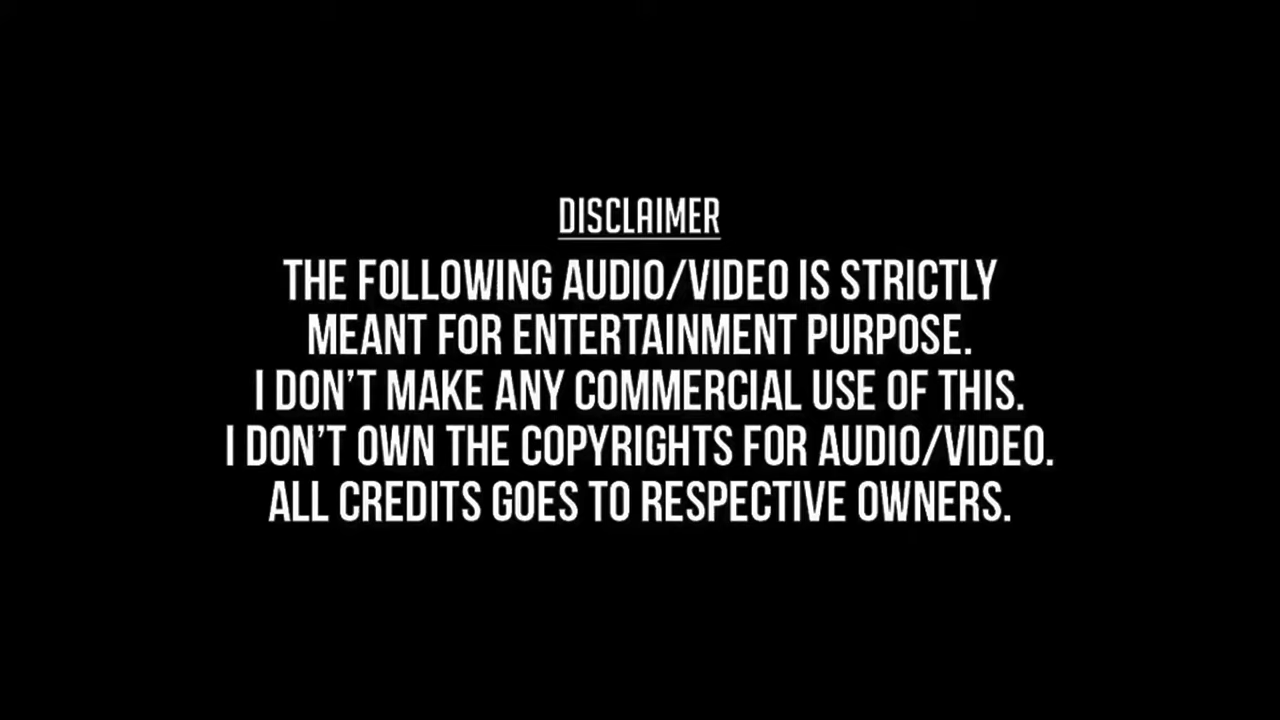 DISCLAIMER
THE FOLLOWING AUDIO/VIDEO IS STRICTLY
MEANT FOR ENTERTAINMENT PURPOSE.
I DON'T MAKE ANY COMMERCIAL USE OF THIS.
I DON'T OWN THE COPYRIGHTS FOR AUDIO/VIDEO.
ALL CREDITS GOES TO RESPECTIVE OWNERS.